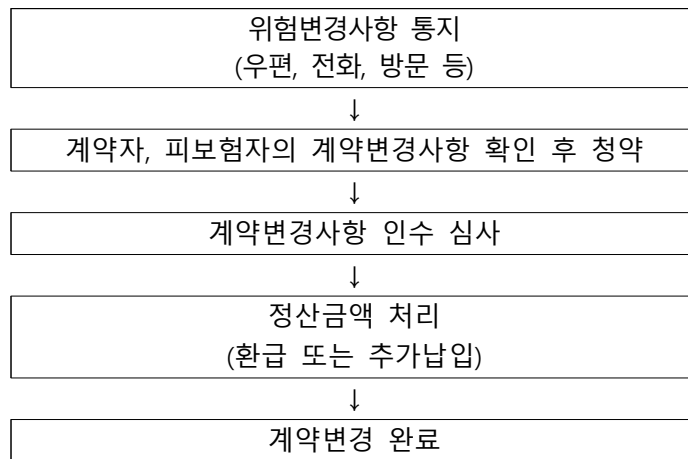 위험변경사항 통지
(우편, 전화, 방문 등)
↓
계약자, 피보험자의 계약변경사항 확인 후 청약
↓
계약변경사항 인수 심사
↓
정산금액 처리
(환급 또는 추가납입)
↓
계약변경 완료